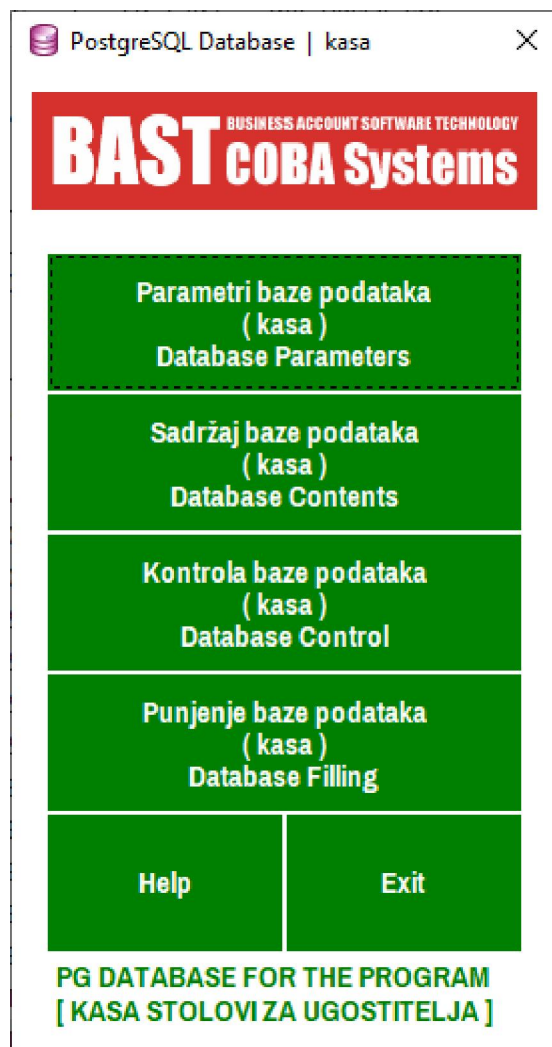 PostgreSQL Database | kasa
BAST BUSINESS ACCOUNT SOFTWARE TECHNOLOGY
COBA Systems
Parametri baze podataka
( kasa )
Database Parameters
Sadržaj baze podataka
( kasa )
Database Contents
Kontrola baze podataka
( kasa )
Database Control
Punjenje baze podataka
( kasa )
Database Filling
Help
Exit
PG DATABASE FOR THE PROGRAM
[ KASA STOLOVI ZA UGOSTITELJA ]